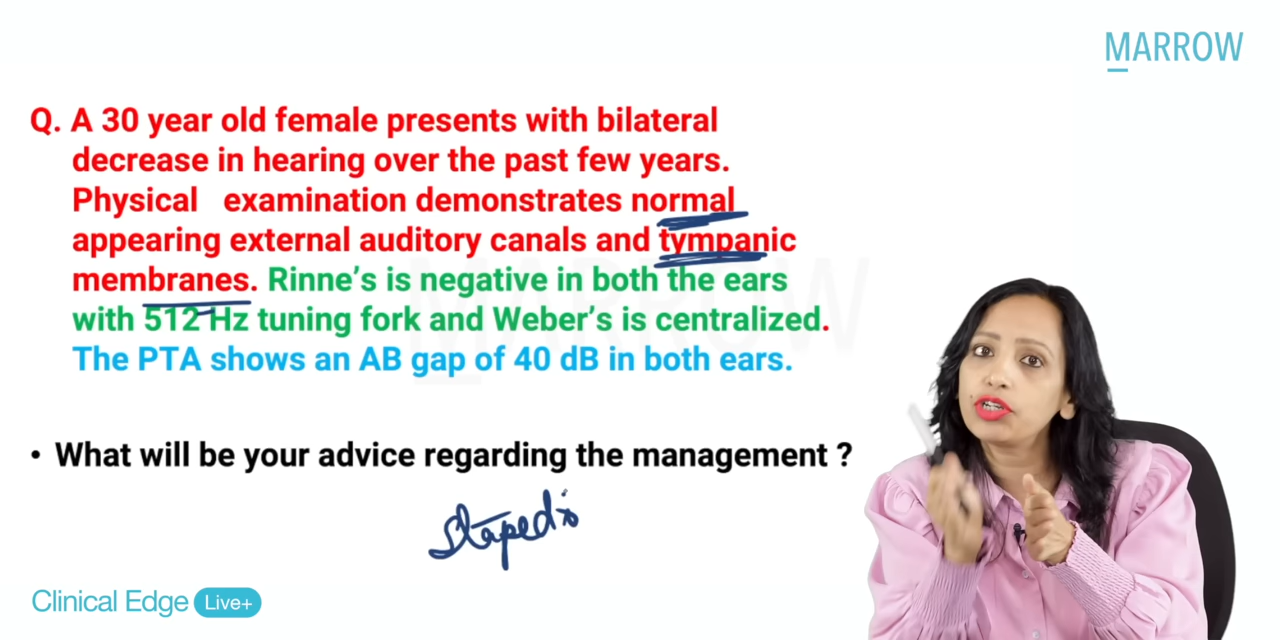 MARROW
Q. A 30 year old female presents with bilateral
decrease in hearing over the past few years.
Physical examination demonstrates normal
appearing external auditory canals and tympanic
membranes. Rinne’s is negative in both the ears
with 512 Hz tuning fork and Weber’s is centralized.
The PTA shows an AB gap of 40 dB in both ears.
• What will be your advice regarding the management ?
Clinical Edge Live+